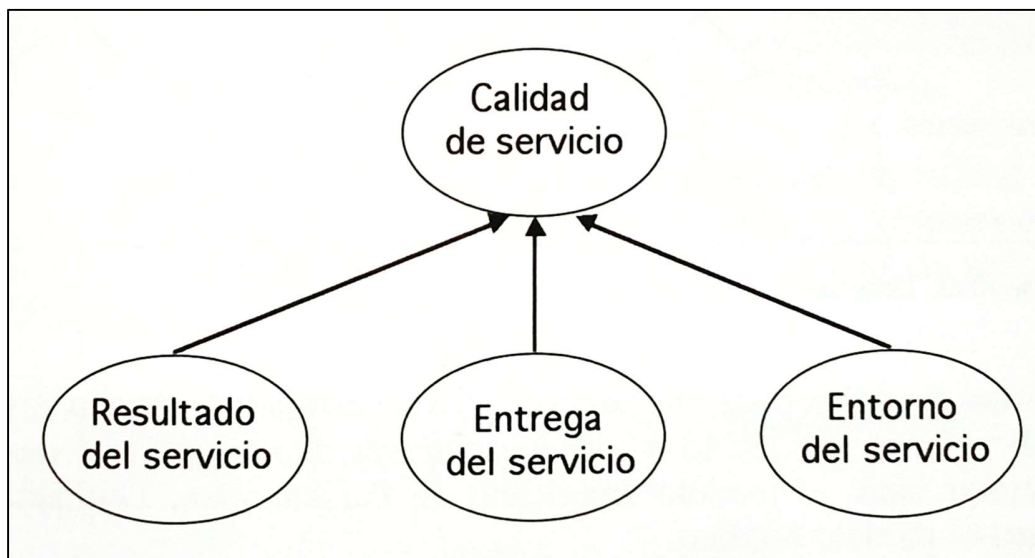 Calidad
de servicio
Resultado
del servicio
Entrega
del servicio
Entorno
del servicio